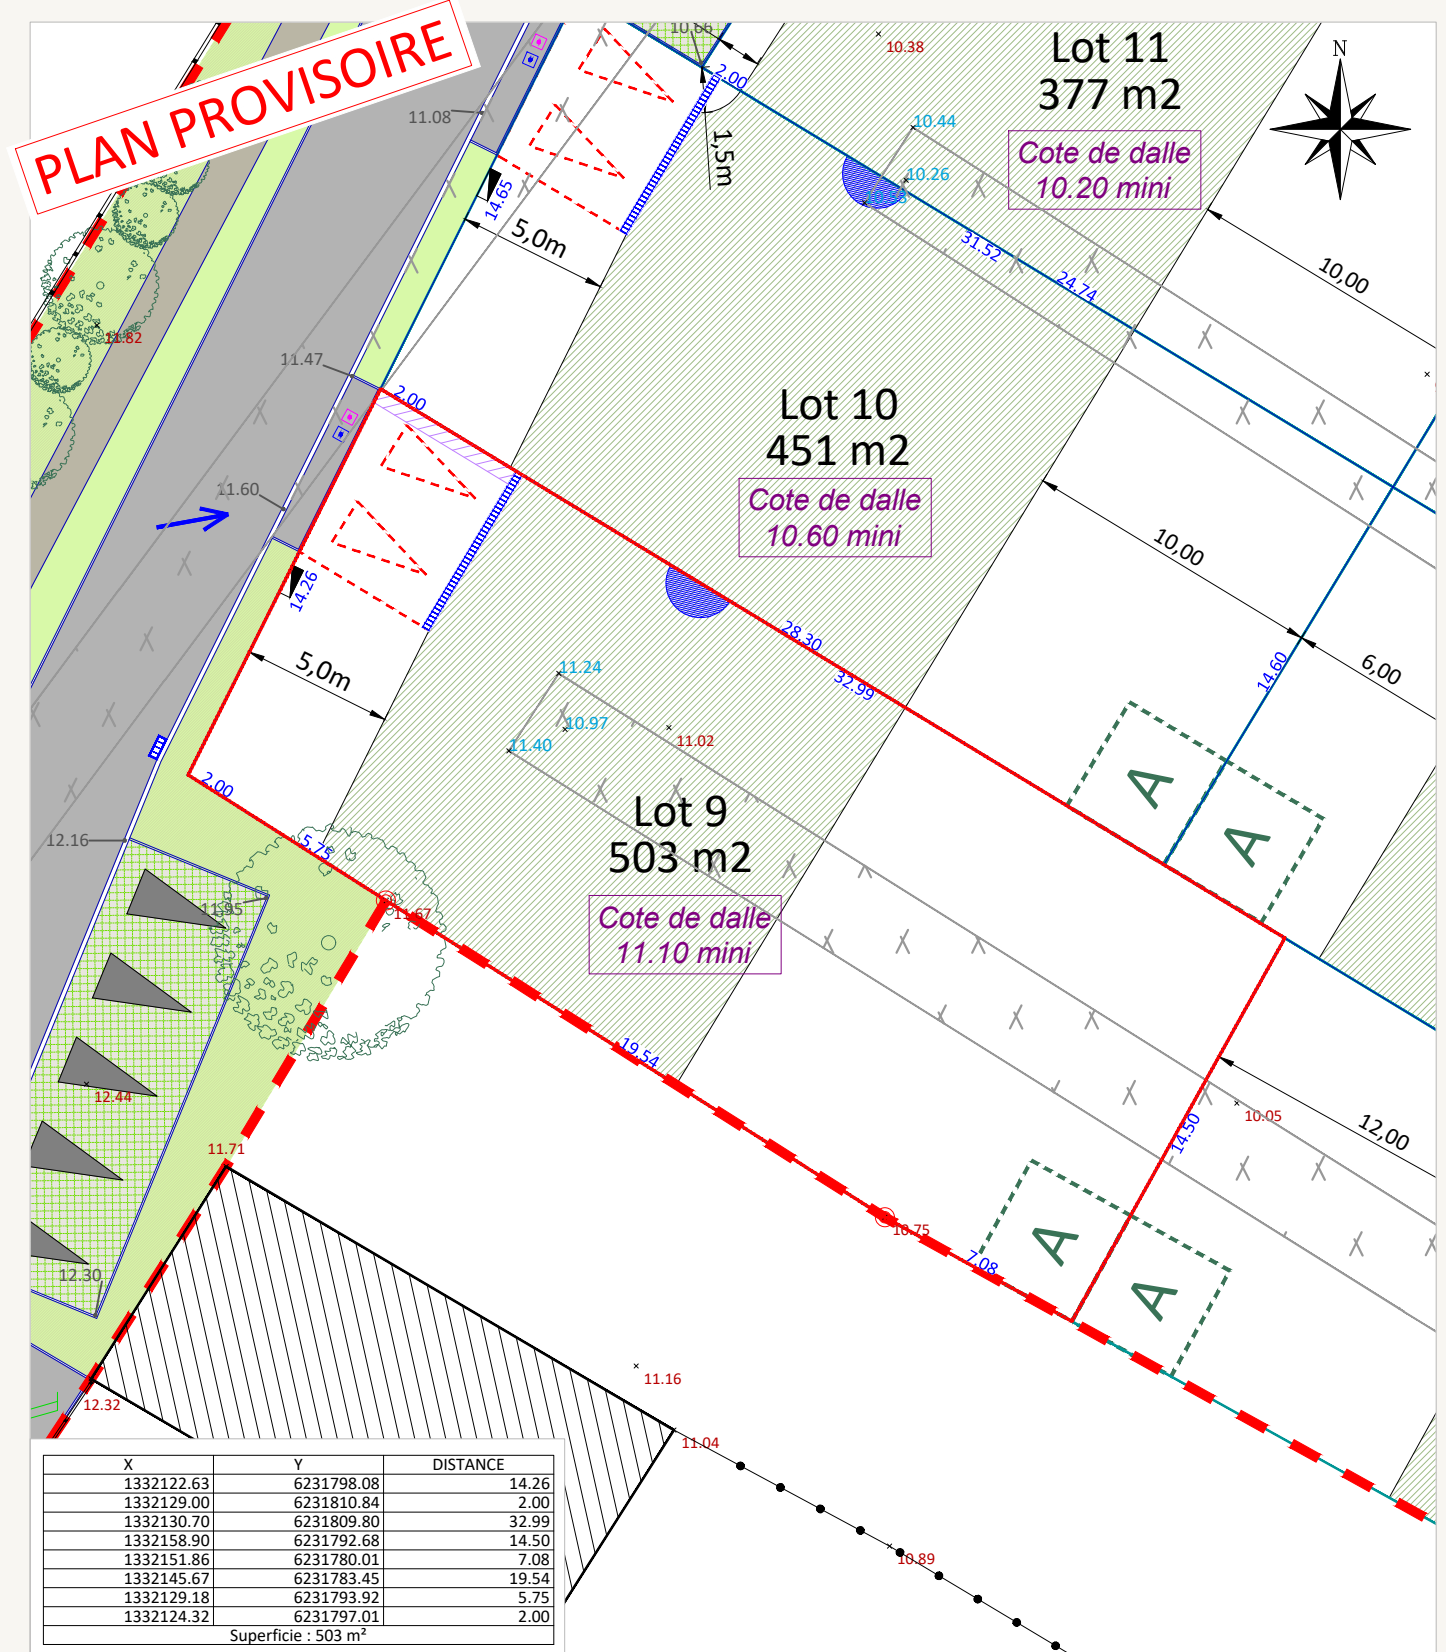 PLAN PROVISOIRE
10.66
10.38
Lot 11
377 m2
N
2.00
11.08
10.44
1,5m
Cote de dalle
10.20 mini
10.26
14.65
5,0m
31.52
24.74
10,00
11.82
11.47
2.00
Lot 10
451 m2
Cote de dalle
10.60 mini
11.60
10,00
14.26
28.30
32.99
14.60
6,00
5,0m
11.24
10.97
11.02
11.40
A
A
2.00
Lot 9
503 m2
12.16
5.75
11.95
11.67
Cote de dalle
11.10 mini
19.54
12.44
10.05
14.50
12,00
11.71
10.75
A
7.08
A
12.30
11.16
12.32
11.04
10.89
X Y DISTANCE
1332122.63 6231798.08 14.26
1332129.00 6231810.84 2.00
1332130.70 6231809.80 32.99
1332158.90 6231792.68 14.50
1332151.86 6231780.01 7.08
1332145.67 6231783.45 19.54
1332129.18 6231793.92 5.75
1332124.32 6231797.01 2.00
Superficie : 503 m²